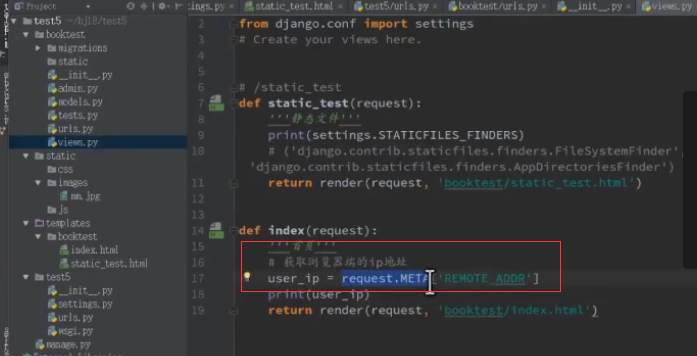 Project
ngs.py
static_test.html
test5/urls.py
booktest/urls.py
__init__.py
views.py
test5 ~/bj18/test5
booktest
migrations
static
__init__.py
admin.py
models.py
tests.py
urls.py
views.py
static
css
images
mm.jpg
js
templates
booktest
index.html
static_test.html
test5
__init__.py
settings.py
urls.py
wsgi.py
manage.py
2 from django.conf import settings
3 # Create your views here.
4
5
6 # /static_test
7 def static_test(request):
8 '''静态文件'''
9 print(settings.STATICFILES_FINDERS)
10 # ('django.contrib.staticfiles.finders.FileSystemFinder',
'django.contrib.staticfiles.finders.AppDirectoriesFinder')
11 return render(request, 'booktest/static_test.html')
14 def index(request):
15 '''首页'''
16 # 获取浏览器端的ip地址
17 user_ip = request.META['REMOTE_ADDR']
18 print(user_ip)
19 return render(request, 'booktest/index.html')